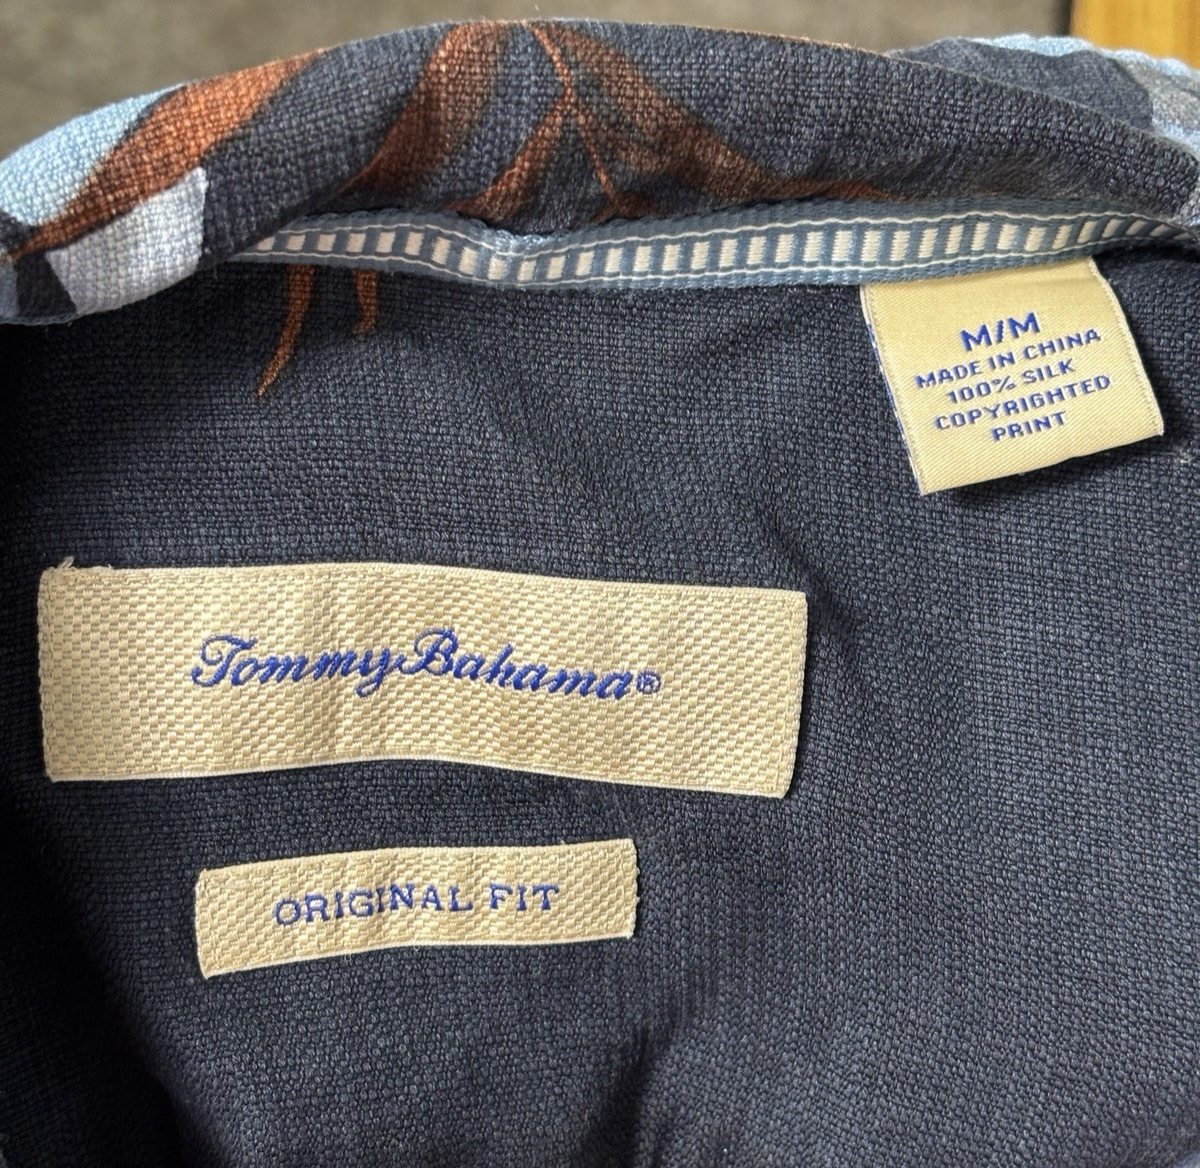 M/M
MADE IN CHINA
100% SILK
COPYRIGHTED
PRINT
Tommy Bahama®
ORIGINAL FIT